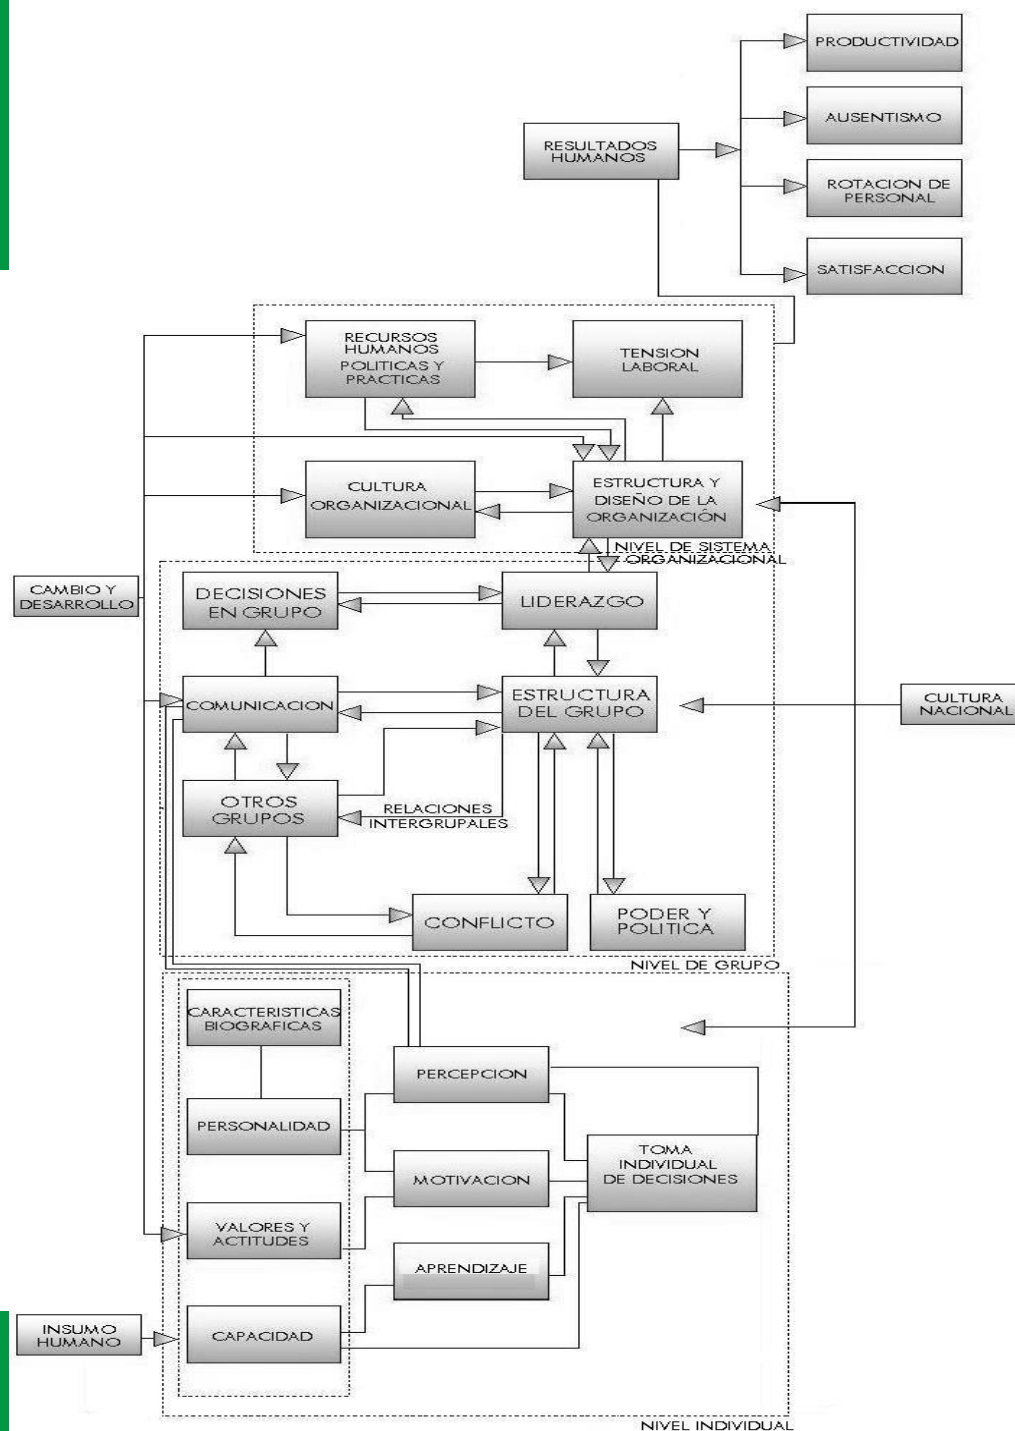 PRODUCTIVIDAD
AUSENTISMO
RESULTADOS
HUMANOS
ROTACION DE
PERSONAL
SATISFACCION
RECURSOS
HUMANOS
POLITICAS Y
PRACTICAS
TENSION
LABORAL
CULTURA
ORGANIZACIONAL
ESTRUCTURA Y
DISEÑO DE LA
ORGANIZACIÓN
NIVEL DE SISTEMA
ORGANIZACIONAL
CAMBIO Y
DESARROLLO
DECISIONES
EN GRUPO
LIDERAZGO
COMUNICACION
ESTRUCTURA
DEL GRUPO
CULTURA
NACIONAL
OTROS
GRUPOS
RELACIONES
INTERGRUPALES
CONFLICTO
PODER Y
POLITICA
NIVEL DE GRUPO
CARACTERISTICAS
BIOGRAFICAS
PERCEPCION
PERSONALIDAD
MOTIVACION
TOMA
INDIVIDUAL
DE DECISIONES
VALORES Y
ACTITUDES
APRENDIZAJE
INSUMO
HUMANO
CAPACIDAD
NIVEL INDIVIDUAL